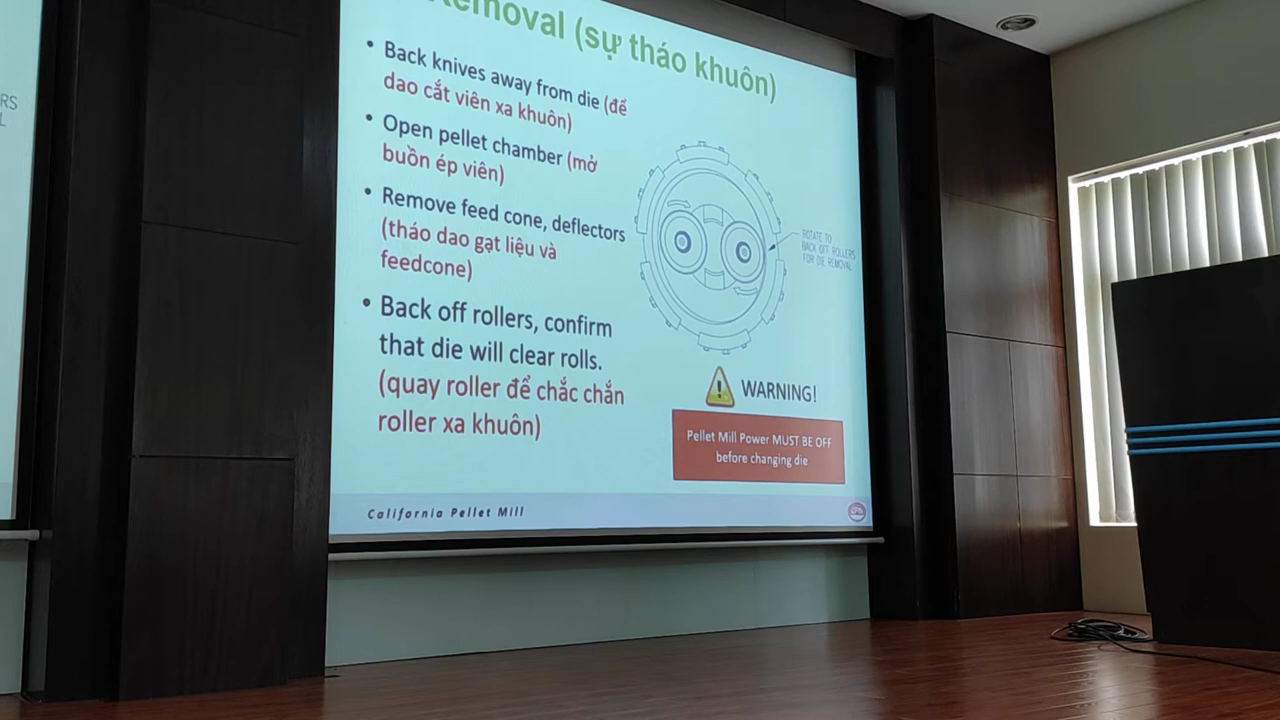 RS
L
Removal (sự tháo khuôn)
• Back knives away from die (để
dao cắt viên xa khuôn)
• Open pellet chamber (mở
buồn ép viên)
• Remove feed cone, deflectors
(tháo dao gạt liệu và
feedcone)
• Back off rollers, confirm
that die will clear rolls.
(quay roller để chắc chắn
roller xa khuôn)
ROTATE TO
BACK OFF ROLLERS
FOR DIE REMOVAL
WARNING!
Pellet Mill Power MUST BE OFF
before changing die
California Pellet Mill